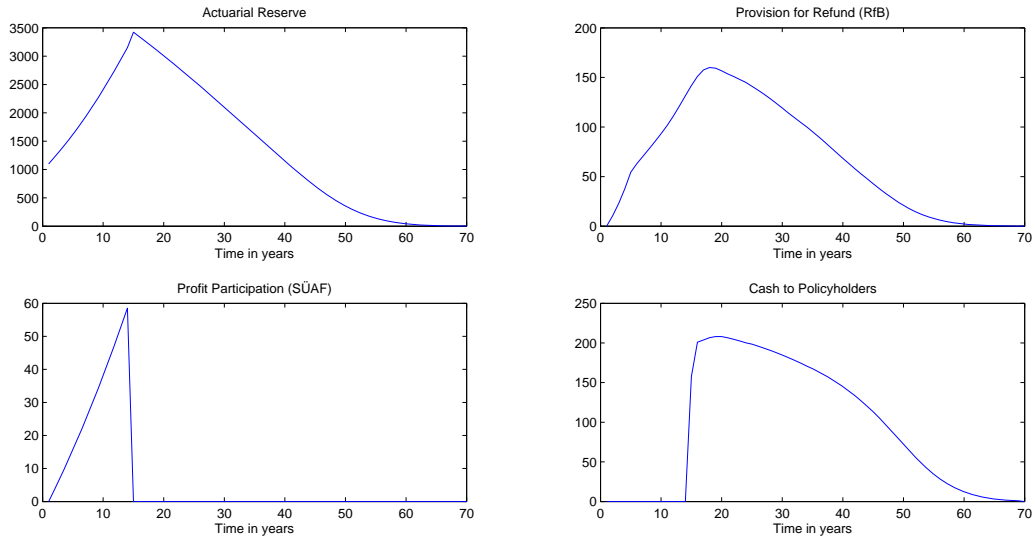 Actuarial Reserve
3500
3000
2500
2000
1500
1000
500
0
0 10 20 30 40 50 60 70
Time in years
Provision for Refund (RfB)
200
150
100
50
0
0 10 20 30 40 50 60 70
Time in years
Profit Participation (SÜAF)
60
50
40
30
20
10
0
0 10 20 30 40 50 60 70
Time in years
Cash to Policyholders
250
200
150
100
50
0
0 10 20 30 40 50 60 70
Time in years